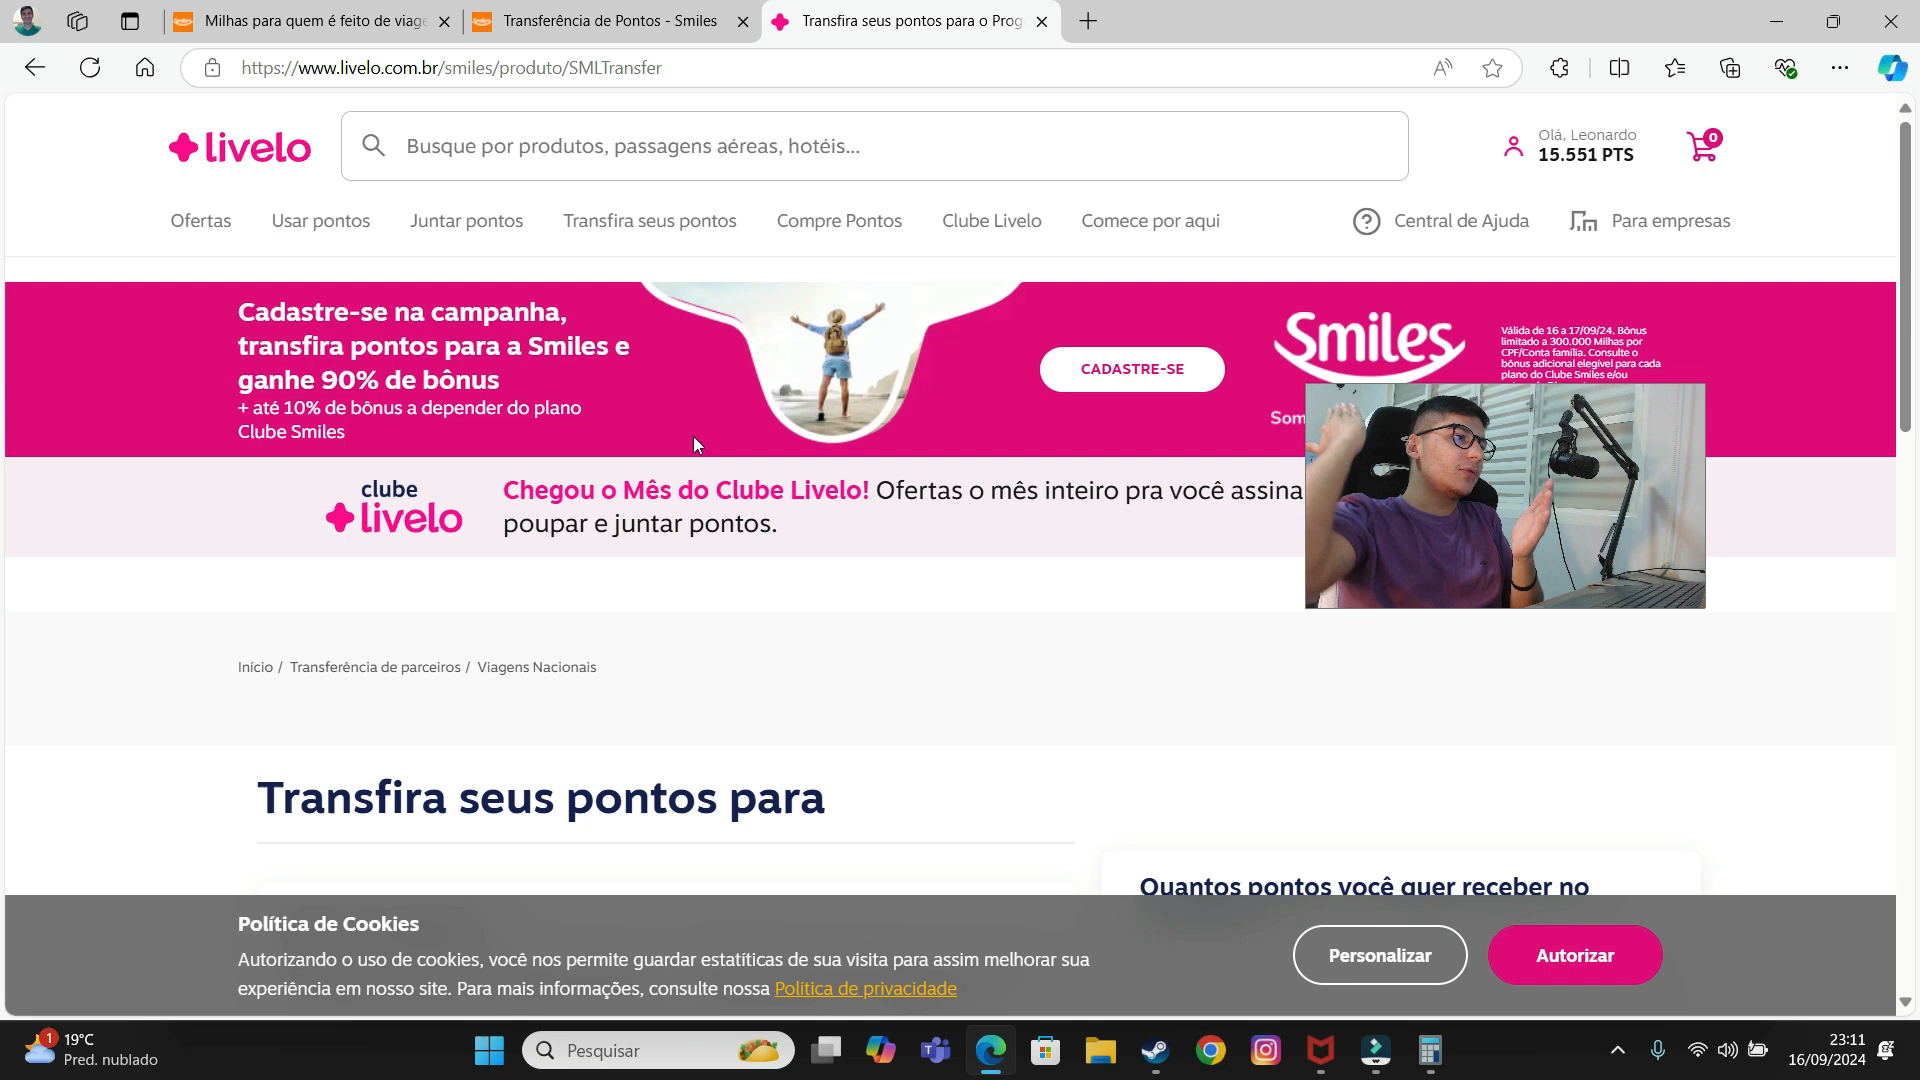 Milhas para quem é feito de viage
Transferência de Pontos - Smiles
Transfira seus pontos para o Prog
https://www.livelo.com.br/smiles/produto/SMLTransfer
livelo
Busque por produtos, passagens aéreas, hotéis...
Olá, Leonardo
15.551 PTS
0
Ofertas
Usar pontos
Juntar pontos
Transfira seus pontos
Compre Pontos
Clube Livelo
Comece por aqui
Central de Ajuda
Para empresas
Cadastre-se na campanha,
transfira pontos para a Smiles e
ganhe 90% de bônus
+ até 10% de bônus a depender do plano
Clube Smiles
CADASTRE-SE
Smiles
Som
Válida de 16 a 17/09/24. Bônus
limitado a 300.000 Milhas por
CPF/Conta família. Consulte o
bônus adicional elegível para cada
plano do Clube Smiles e/ou
clube
livelo
Chegou o Mês do Clube Livelo! Ofertas o mês inteiro pra você assina
poupar e juntar pontos.
Início / Transferência de parceiros / Viagens Nacionais
Transfira seus pontos para
Quantos pontos você quer receber no
Política de Cookies
Autorizando o uso de cookies, você nos permite guardar estatíticas de sua visita para assim melhorar sua
experiência em nosso site. Para mais informações, consulte nossa Política de privacidade
Personalizar
Autorizar
1
19°C
Pred. nublado
Pesquisar
23:11
16/09/2024